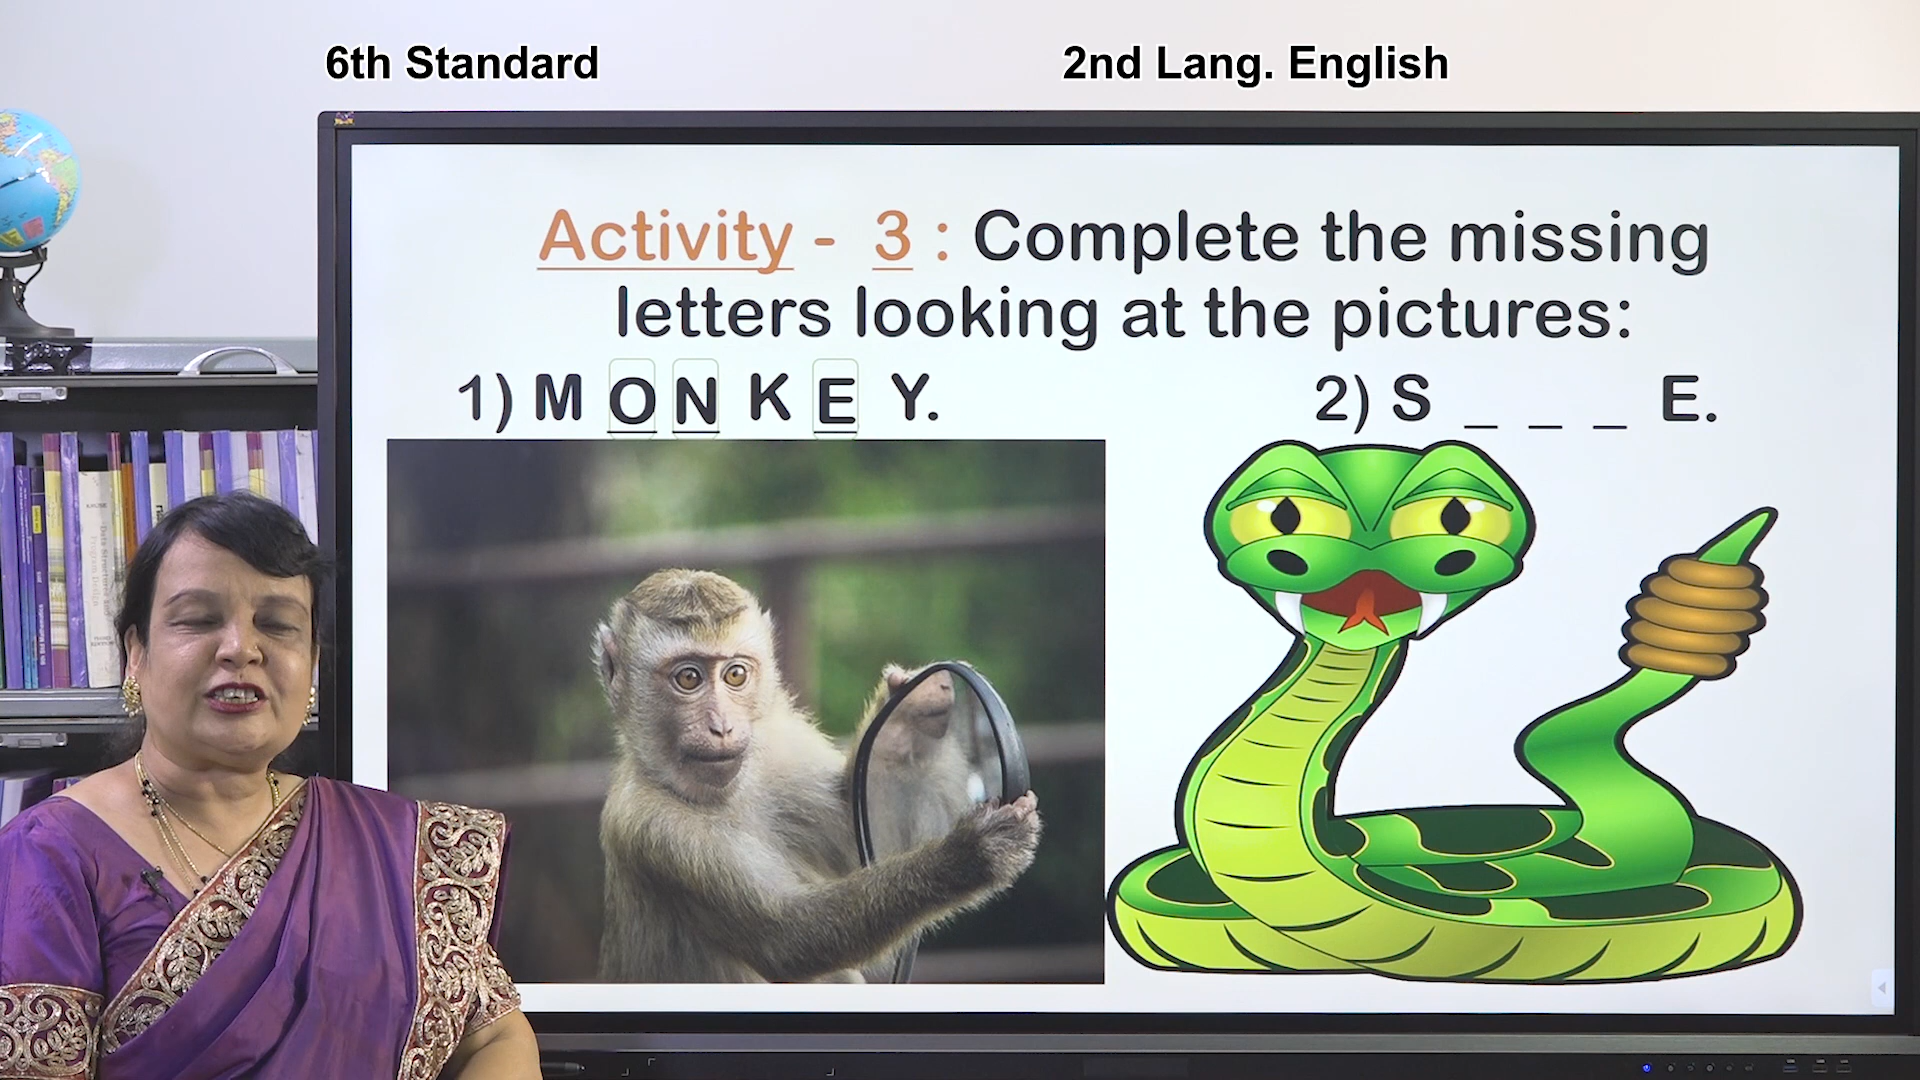 6th Standard
2nd Lang. English
Activity - 3 : Complete the missing
letters looking at the pictures:
1) M O N K E Y.
2) S _ _ _ E.